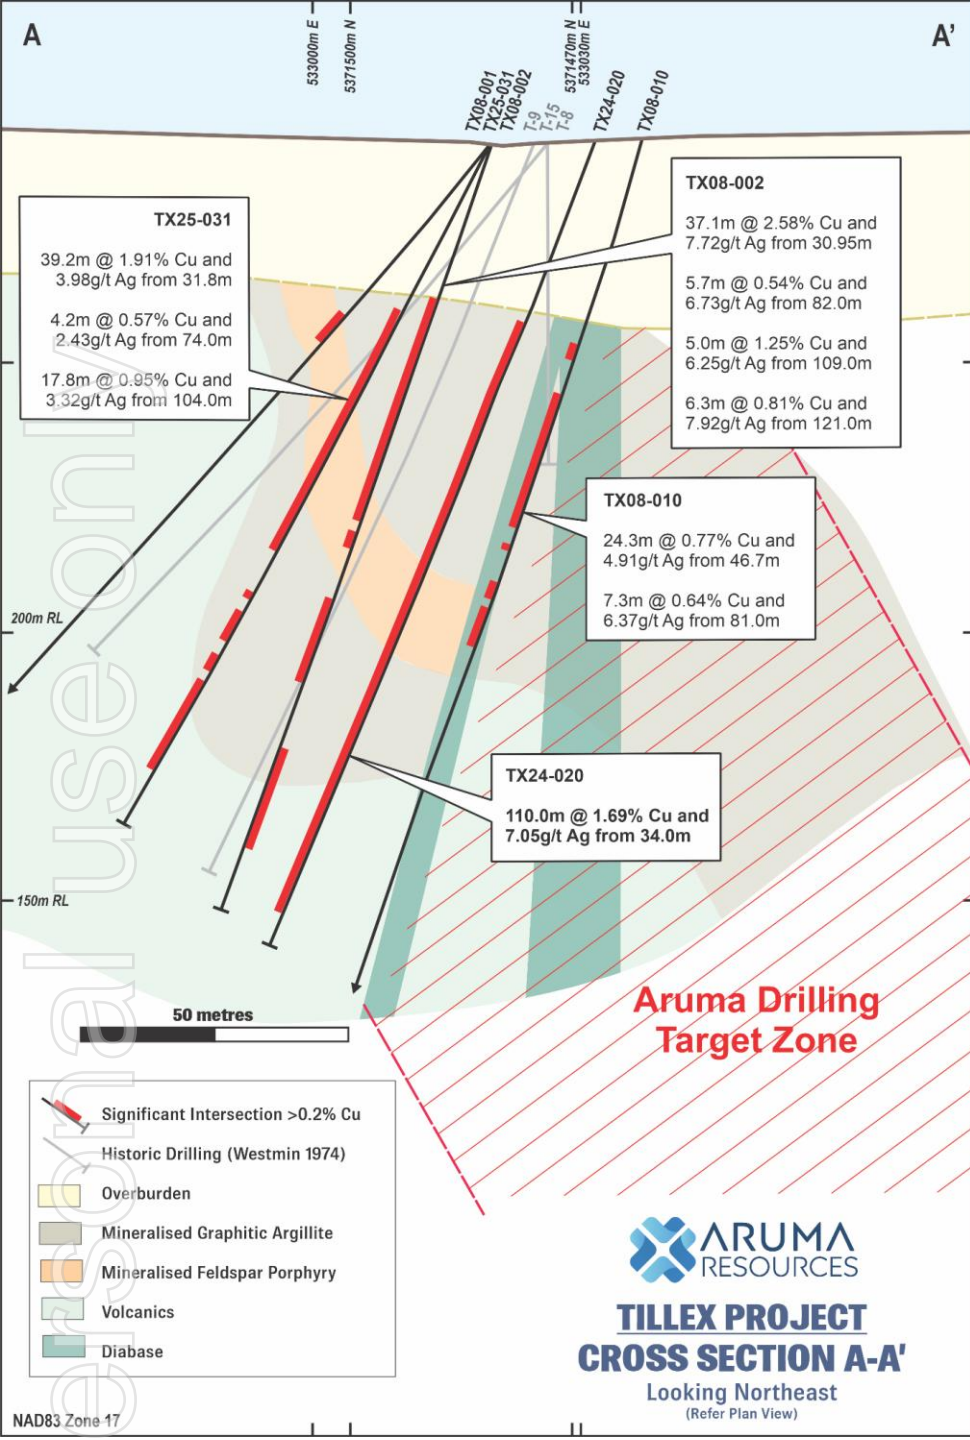 A
A'
533000m E
5371500m N
5371470m N
533030m E
TX08-001
TX25-031
TX08-002
T-9
T-15
T-8
TX24-020
TX08-010
TX25-031
39.2m @ 1.91% Cu and
3.98g/t Ag from 31.8m
4.2m @ 0.57% Cu and
2.43g/t Ag from 74.0m
17.8m @ 0.95% Cu and
3.32g/t Ag from 104.0m
TX08-002
37.1m @ 2.58% Cu and
7.72g/t Ag from 30.95m
5.7m @ 0.54% Cu and
6.73g/t Ag from 82.0m
5.0m @ 1.25% Cu and
6.25g/t Ag from 109.0m
6.3m @ 0.81% Cu and
7.92g/t Ag from 121.0m
TX08-010
24.3m @ 0.77% Cu and
4.91g/t Ag from 46.7m
7.3m @ 0.64% Cu and
6.37g/t Ag from 81.0m
200m RL
TX24-020
110.0m @ 1.69% Cu and
7.05g/t Ag from 34.0m
150m RL
Aruma Drilling
Target Zone
50 metres
Significant Intersection >0.2% Cu
Historic Drilling (Westmin 1974)
Overburden
Mineralised Graphitic Argillite
Mineralised Feldspar Porphyry
Volcanics
Diabase
ARUMA
RESOURCES
TILLEX PROJECT
CROSS SECTION A-A'
Looking Northeast
(Refer Plan View)
NAD83 Zone 17
ersonal use only